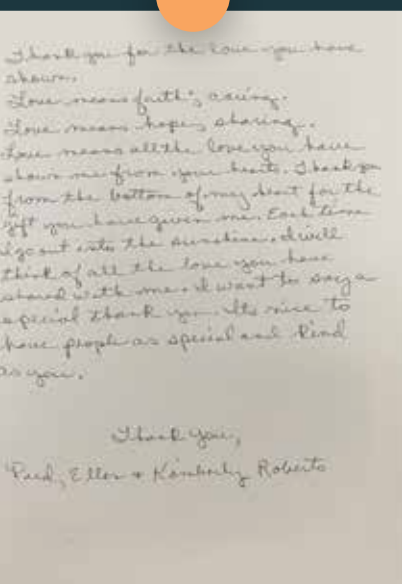 Thank you for the love you have
shown.
Love means faith, caring.
Love means hope, sharing.
Love means all the love you have
shown me from your hearts. Thank you
from the bottom of my heart for the
gift you have given me. Each time
I go out into the sunshine. I will
think of all the love you have
shared with me. I want to say a
special thank you. Its nice to
have people as special and kind
as you.
Thank You,
Ellen + Kimberly Roberts